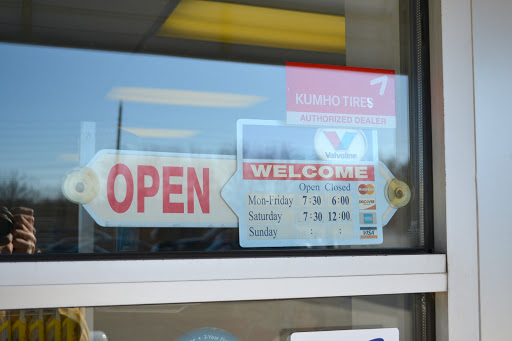 KUMHO TIRES
AUTHORIZED DEALER
Valvoline
WELCOME
OPEN
Open Closed
Mon-Friday 7:30 6:00
Saturday 7:30 12:00
Sunday : :
DISCOVER
VISA